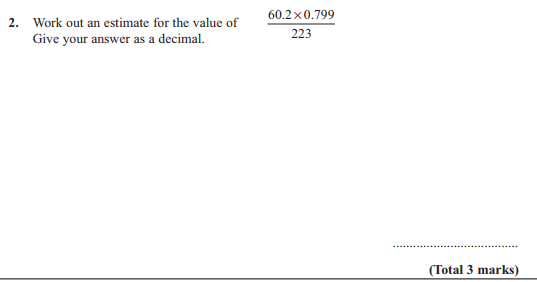 2. Work out an estimate for the value of 60.2×0.799
223
Give your answer as a decimal.
........................................
(Total 3 marks)